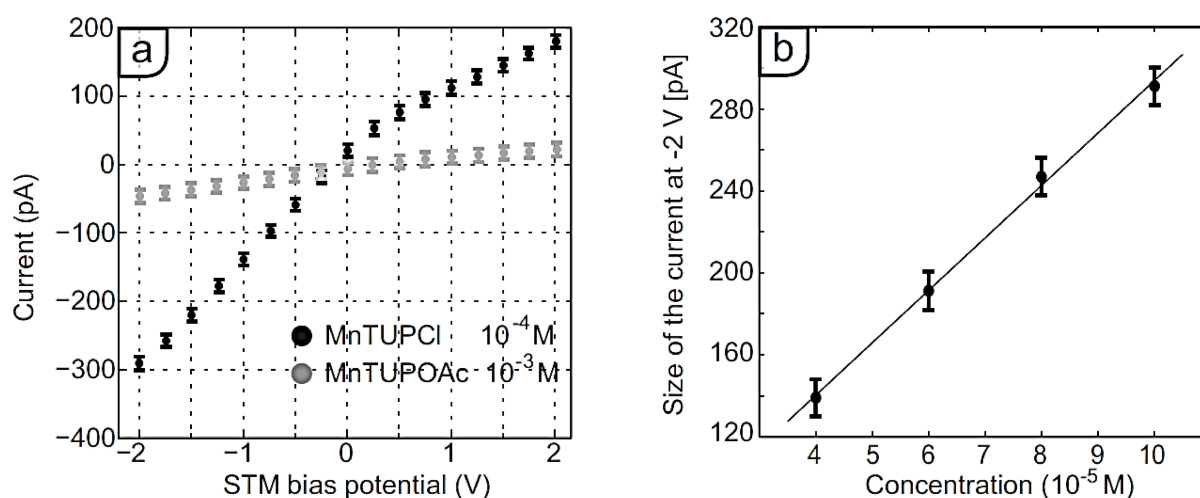 a
200
100
0
−100
−200
−300
−400
Current (pA)
MnTUPCl 10⁻⁴ M
MnTUPOAc 10⁻³ M
−2 −1 0 1 2
STM bias potential (V)
b
320
280
240
200
160
120
Size of the current at -2 V [pA]
4 5 6 7 8 9 10
Concentration (10⁻⁵ M)